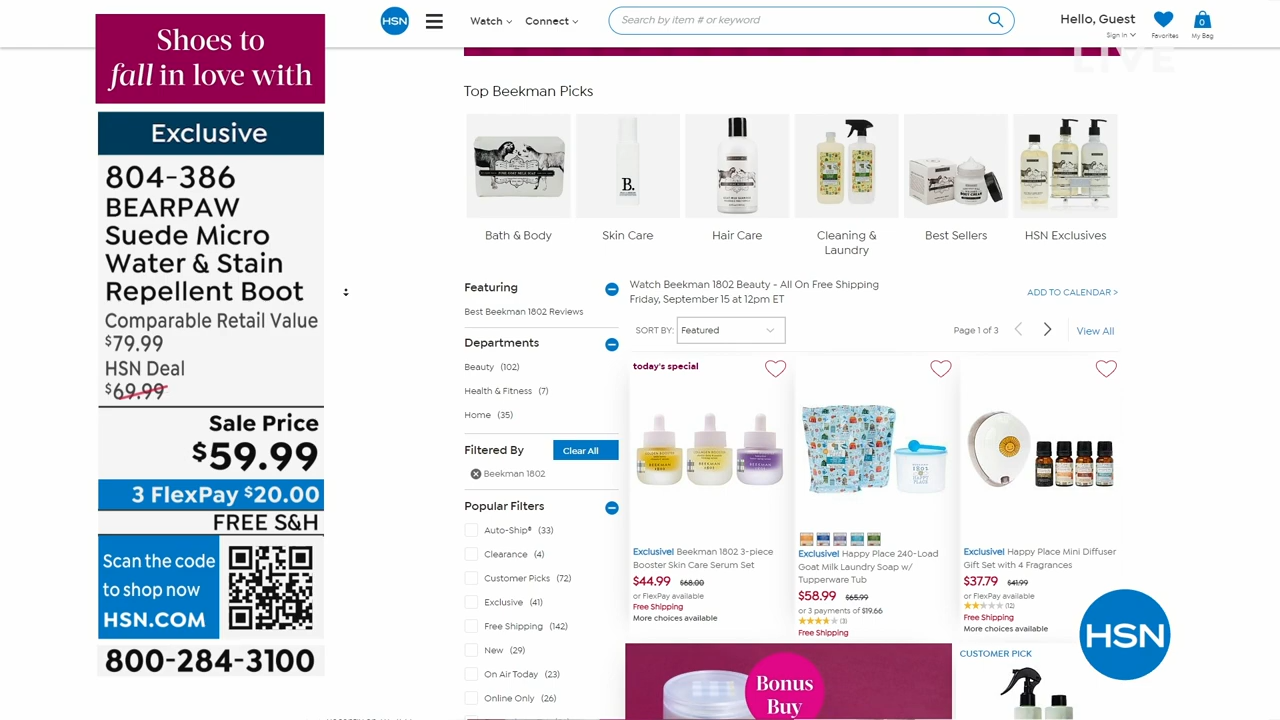 Shoes to
fall in love with
Exclusive
804-386
BEARPAW
Suede Micro
Water & Stain
Repellent Boot
Comparable Retail Value
$79.99
HSN Deal
$69.99
Sale Price
$59.99
3 FlexPay $20.00
FREE S&H
Scan the code
to shop now
HSN.COM
800-284-3100
HSN
Watch
Connect
Search by item # or keyword
Hello, Guest
Sign In
Favorites
0
My Bag
LIVE
Top Beekman Picks
B.
Bath & Body
Skin Care
Hair Care
Cleaning &
Laundry
Best Sellers
HSN Exclusives
Featuring
Best Beekman 1802 Reviews
Departments
Beauty (102)
Health & Fitness (7)
Home (35)
Filtered By
Clear All
Beekman 1802
Popular Filters
Auto-Ship® (33)
Clearance (4)
Customer Picks (72)
Exclusive (41)
Free Shipping (142)
New (29)
On Air Today (23)
Online Only (26)
Watch Beekman 1802 Beauty - All On Free Shipping
Friday, September 15 at 12pm ET
ADD TO CALENDAR >
SORT BY: Featured
Page 1 of 3
View All
today's special
BEEKMAN
1802
BEEKMAN
1802
BEEKMAN
1802
Exclusive! Beekman 1802 3-piece
Booster Skin Care Serum Set
$44.99 $68.00
or FlexPay available
Free Shipping
More choices available
Exclusive! Happy Place 240-Load
Goat Milk Laundry Soap w/
Tupperware Tub
$58.99 $65.99
or 3 payments of $19.66
(3)
Free Shipping
Exclusive! Happy Place Mini Diffuser
Gift Set with 4 Fragrances
$37.79 $41.99
or FlexPay available
(12)
Free Shipping
More choices available
Bonus
Buy
CUSTOMER PICK
HSN